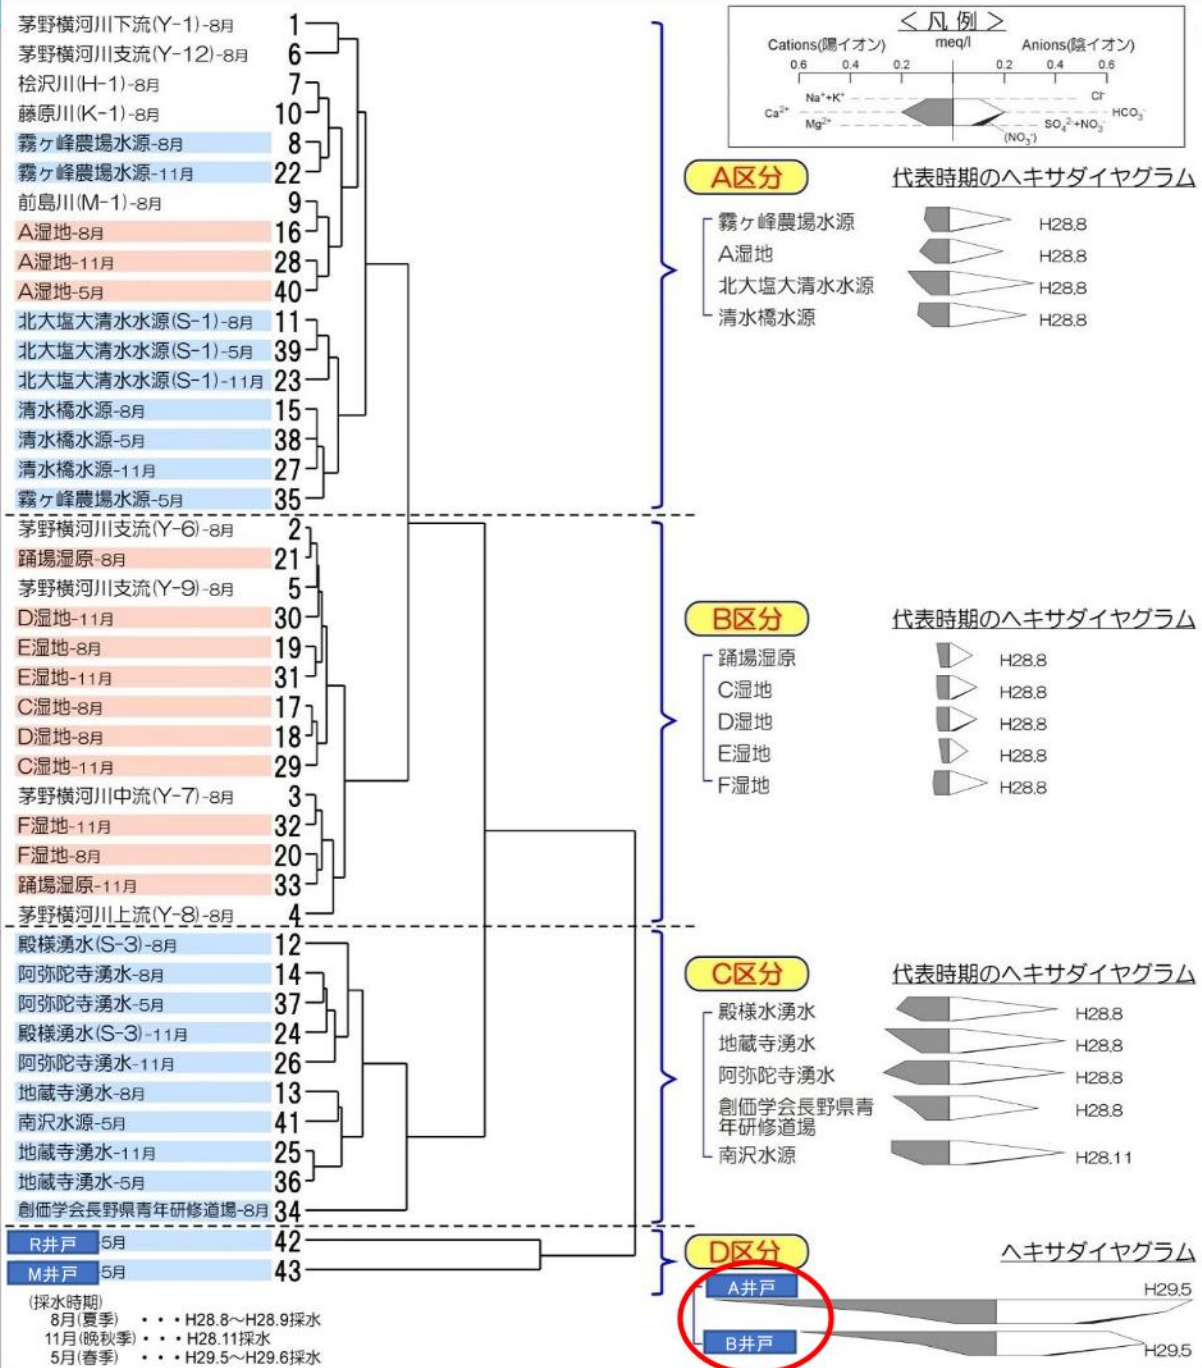 茅野横河川下流(Y-1)-8月 1
茅野横河川支流(Y-12)-8月 6
桧沢川(H-1)-8月 7
藤原川(K-1)-8月 10
霧ヶ峰農場水源-8月 8
霧ヶ峰農場水源-11月 22
前島川(M-1)-8月 9
A湿地-8月 16
A湿地-11月 28
A湿地-5月 40
北大塩大清水水源(S-1)-8月 11
北大塩大清水水源(S-1)-5月 39
北大塩大清水水源(S-1)-11月 23
清水橋水源-8月 15
清水橋水源-5月 38
清水橋水源-11月 27
霧ヶ峰農場水源-5月 35
茅野横河川支流(Y-6)-8月 2
踊場湿原-8月 21
茅野横河川支流(Y-9)-8月 5
D湿地-11月 30
E湿地-8月 19
E湿地-11月 31
C湿地-8月 17
D湿地-8月 18
C湿地-11月 29
茅野横河川中流(Y-7)-8月 3
F湿地-11月 32
F湿地-8月 20
踊場湿原-11月 33
茅野横河川上流(Y-8)-8月 4
殿様湧水(S-3)-8月 12
阿弥陀寺湧水-8月 14
阿弥陀寺湧水-5月 37
殿様湧水(S-3)-11月 24
阿弥陀寺湧水-11月 26
地蔵寺湧水-8月 13
南沢水源-5月 41
地蔵寺湧水-11月 25
地蔵寺湧水-5月 36
創価学会長野県青年研修道場-8月 34
R井戸 5月 42
M井戸 5月 43
(採水時期)
8月(夏季) ・・・H28.8～H28.9採水
11月(晩秋季)・・・H28.11採水
5月(春季) ・・・H29.5～H29.6採水
＜凡例＞
Cations(陽イオン) meq/l Anions(陰イオン)
0.6 0.4 0.2 0.2 0.4 0.6
Na⁺+K⁺ Cl⁻
Ca²⁺ HCO₃⁻
Mg²⁺ SO₄²⁻+NO₃⁻
(NO₃⁻)
A区分 代表時期のヘキサダイヤグラム
霧ヶ峰農場水源 H28.8
A湿地 H28.8
北大塩大清水水源 H28.8
清水橋水源 H28.8
B区分 代表時期のヘキサダイヤグラム
踊場湿原 H28.8
C湿地 H28.8
D湿地 H28.8
E湿地 H28.8
F湿地 H28.8
C区分 代表時期のヘキサダイヤグラム
殿様水湧水 H28.8
地蔵寺湧水 H28.8
阿弥陀寺湧水 H28.8
創価学会長野県青
年研修道場 H28.8
南沢水源 H28.11
D区分 ヘキサダイヤグラム
A井戸 H29.5
B井戸 H29.5